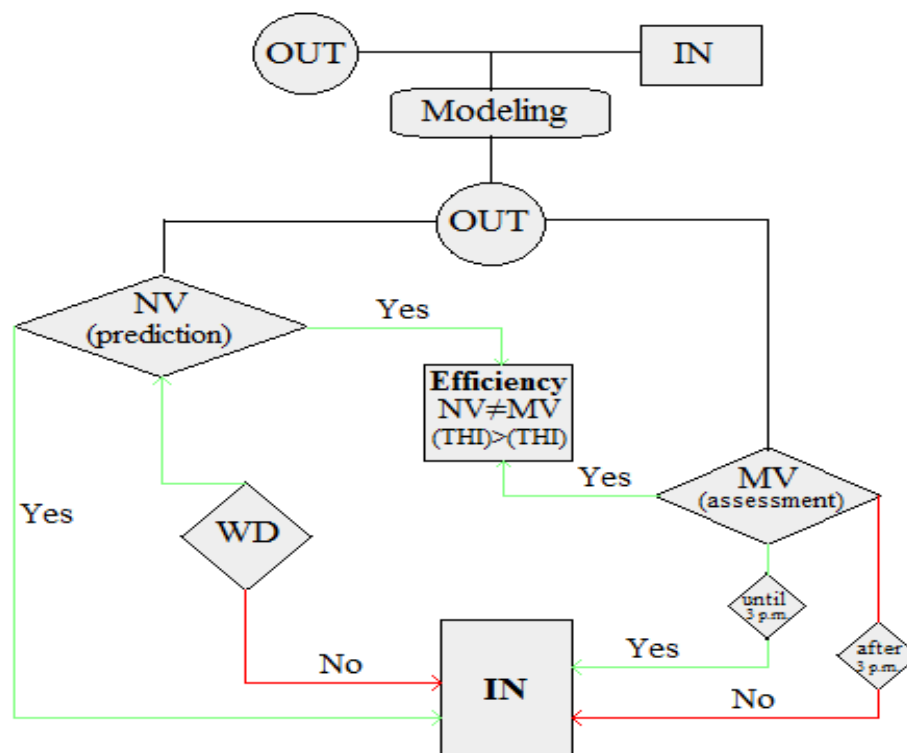 OUT
IN
Modeling
OUT
NV
(prediction)
Yes
Efficiency
NV≠MV
(THI)>(THI)
Yes
MV
(assessment)
Yes
WD
until
3 p.m.
Yes
after
3 p.m.
No
IN
No